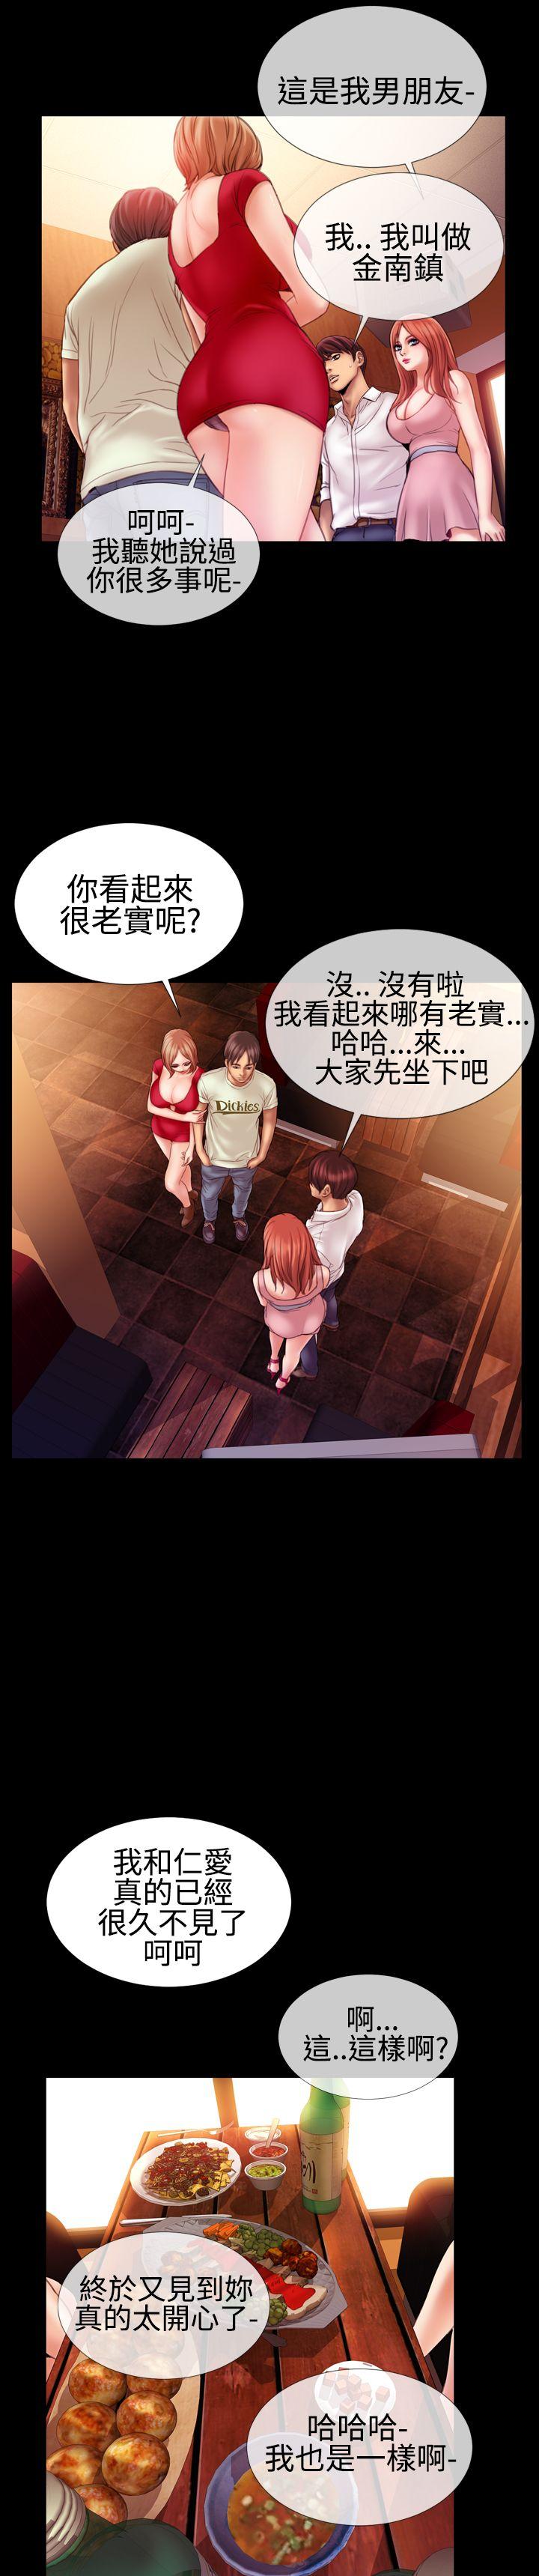 這是我男朋友-
我.. 我叫做
金南鎮
呵呵-
我聽她說過
你很多事呢-
你看起來
很老實呢?
沒.. 沒有啦
我看起來哪有老實...
哈哈...來...
大家先坐下吧
Dickies
我和仁愛
真的已經
很久不見了
呵呵
啊...
這..這樣啊?
終於又見到妳
真的太開心了-
哈哈哈-
我也是一樣啊-